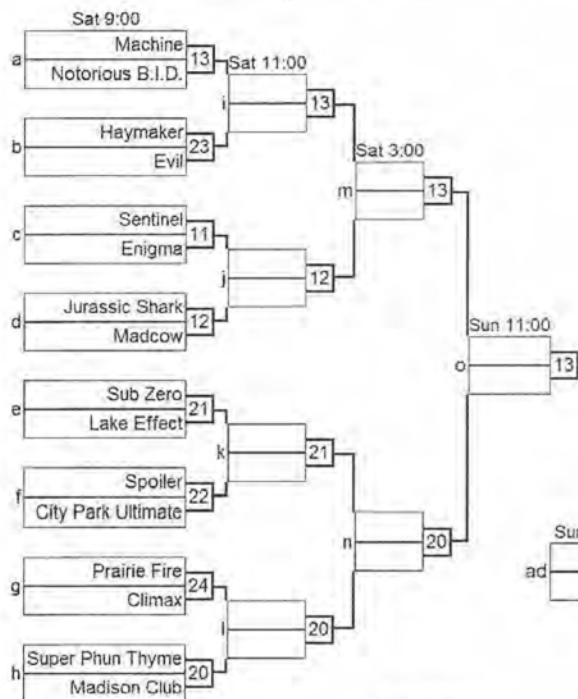 Sat 9:00
a
Machine
13
Notorious B.I.D.
Sat 11:00
i
13
b
Haymaker
23
Evil
Sat 3:00
m
13
c
Sentinel
11
Enigma
j
12
d
Jurassic Shark
12
Madcow
Sun 11:00
o
13
e
Sub Zero
21
Lake Effect
k
21
f
Spoiler
22
City Park Ultimate
n
20
g
Prairie Fire
24
Climax
l
20
h
Super Phun Thyme
20
Madison Club
ad